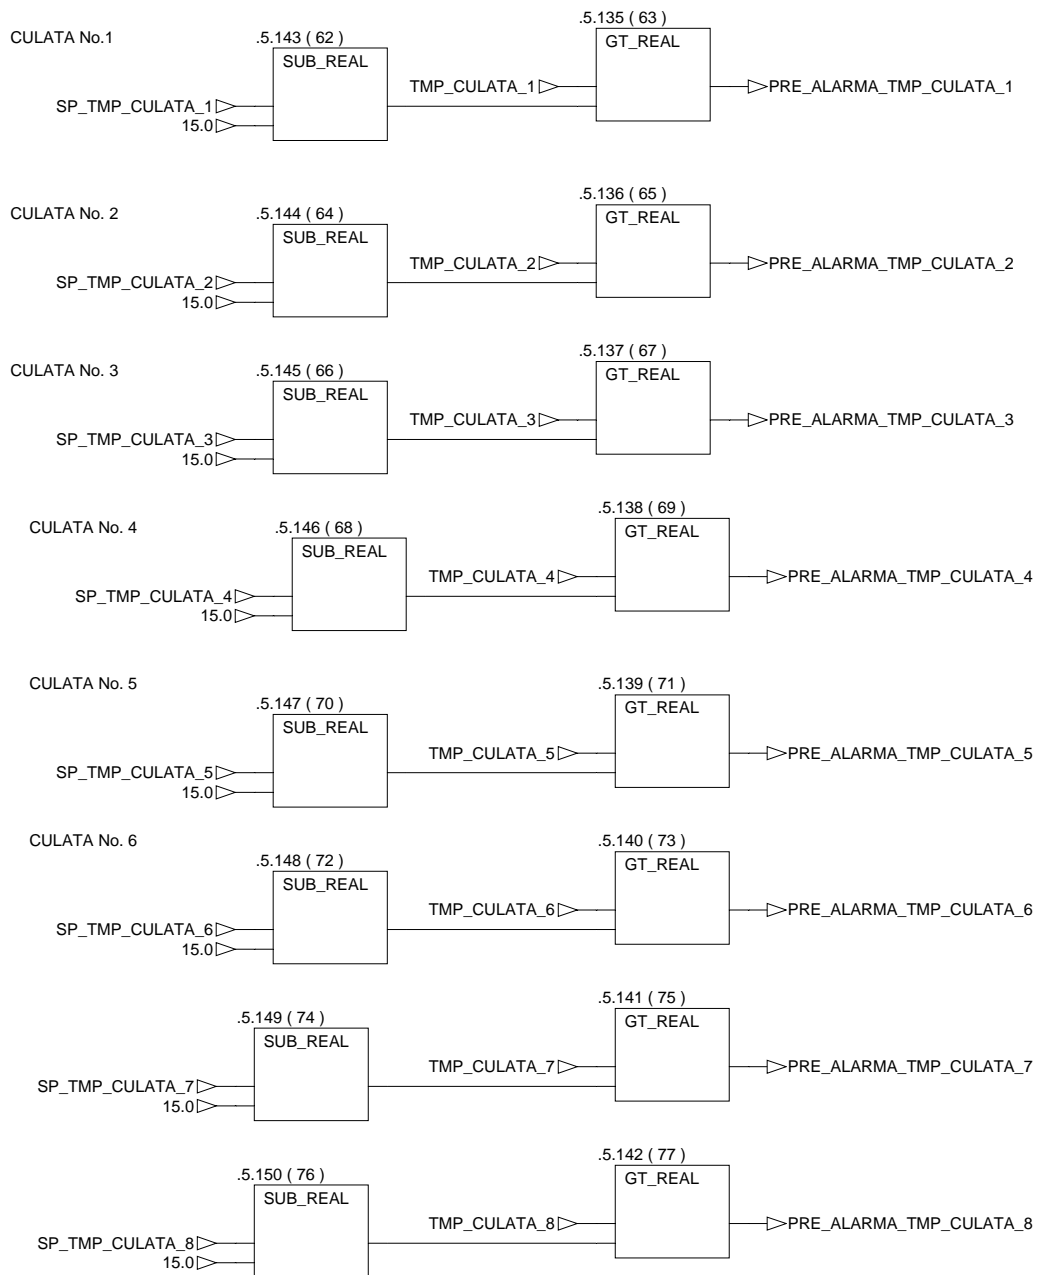 .5.135 ( 63 )
CULATA No.1
.5.143 ( 62 )
GT_REAL
SUB_REAL
TMP_CULATA_1
PRE_ALARMA_TMP_CULATA_1
SP_TMP_CULATA_1
15.0
.5.136 ( 65 )
CULATA No. 2
.5.144 ( 64 )
GT_REAL
SUB_REAL
TMP_CULATA_2
PRE_ALARMA_TMP_CULATA_2
SP_TMP_CULATA_2
15.0
.5.137 ( 67 )
CULATA No. 3
.5.145 ( 66 )
GT_REAL
SUB_REAL
TMP_CULATA_3
PRE_ALARMA_TMP_CULATA_3
SP_TMP_CULATA_3
15.0
.5.138 ( 69 )
CULATA No. 4
.5.146 ( 68 )
GT_REAL
SUB_REAL
TMP_CULATA_4
PRE_ALARMA_TMP_CULATA_4
SP_TMP_CULATA_4
15.0
CULATA No. 5
.5.139 ( 71 )
.5.147 ( 70 )
GT_REAL
SUB_REAL
TMP_CULATA_5
PRE_ALARMA_TMP_CULATA_5
SP_TMP_CULATA_5
15.0
CULATA No. 6
.5.140 ( 73 )
.5.148 ( 72 )
GT_REAL
SUB_REAL
TMP_CULATA_6
PRE_ALARMA_TMP_CULATA_6
SP_TMP_CULATA_6
15.0
.5.141 ( 75 )
.5.149 ( 74 )
GT_REAL
SUB_REAL
TMP_CULATA_7
PRE_ALARMA_TMP_CULATA_7
SP_TMP_CULATA_7
15.0
.5.142 ( 77 )
.5.150 ( 76 )
GT_REAL
SUB_REAL
TMP_CULATA_8
PRE_ALARMA_TMP_CULATA_8
SP_TMP_CULATA_8
15.0